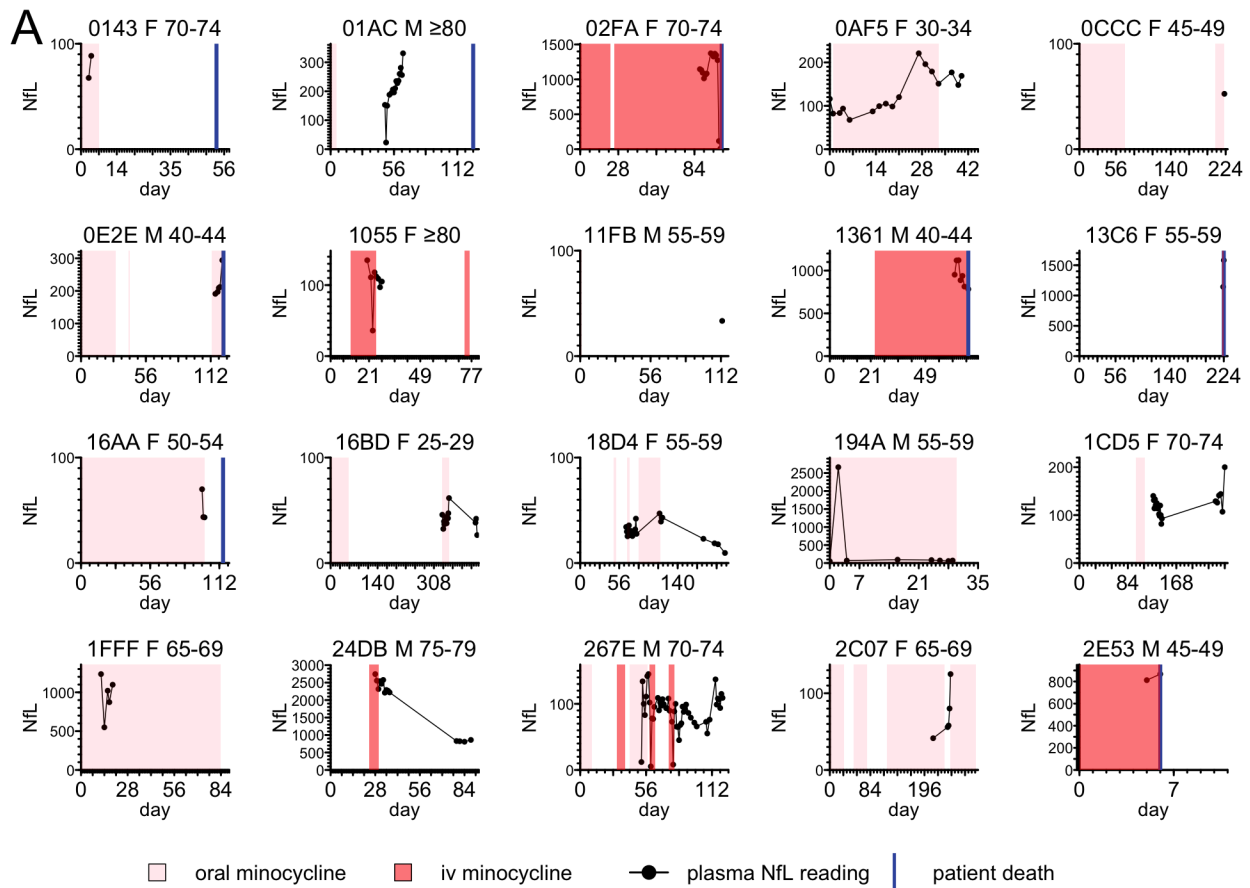 A
0143 F 70-74 01AC M ≥80 02FA F 70-74 0AF5 F 30-34 0CCC F 45-49
NfL 100 0 0 14 35 56 day
NfL 300 200 100 0 0 56 112 day
NfL 1500 1000 500 0 0 28 84 day
NfL 200 100 0 0 14 28 42 day
NfL 100 0 0 56 140 224 day
0E2E M 40-44 1055 F ≥80 11FB M 55-59 1361 M 40-44 13C6 F 55-59
NfL 300 200 100 0 0 56 112 day
NfL 100 0 0 21 49 77 day
NfL 100 0 0 56 112 day
NfL 1000 500 0 0 21 49 day
NfL 1500 1000 500 0 0 56 140 224 day
16AA F 50-54 16BD F 25-29 18D4 F 55-59 194A M 55-59 1CD5 F 70-74
NfL 100 0 0 56 112 day
NfL 100 0 0 140 308 day
NfL 100 0 0 56 140 day
NfL 2500 2000 1500 1000 500 0 0 7 21 35 day
NfL 200 100 0 0 84 168 day
1FFF F 65-69 24DB M 75-79 267E M 70-74 2C07 F 65-69 2E53 M 45-49
NfL 1000 500 0 0 28 56 84 day
NfL 3000 2500 2000 1500 1000 500 0 0 28 56 84 day
NfL 100 0 0 56 112 day
NfL 100 0 0 84 196 day
NfL 800 600 400 200 0 0 7 day
oral minocycline iv minocycline plasma NfL reading patient death